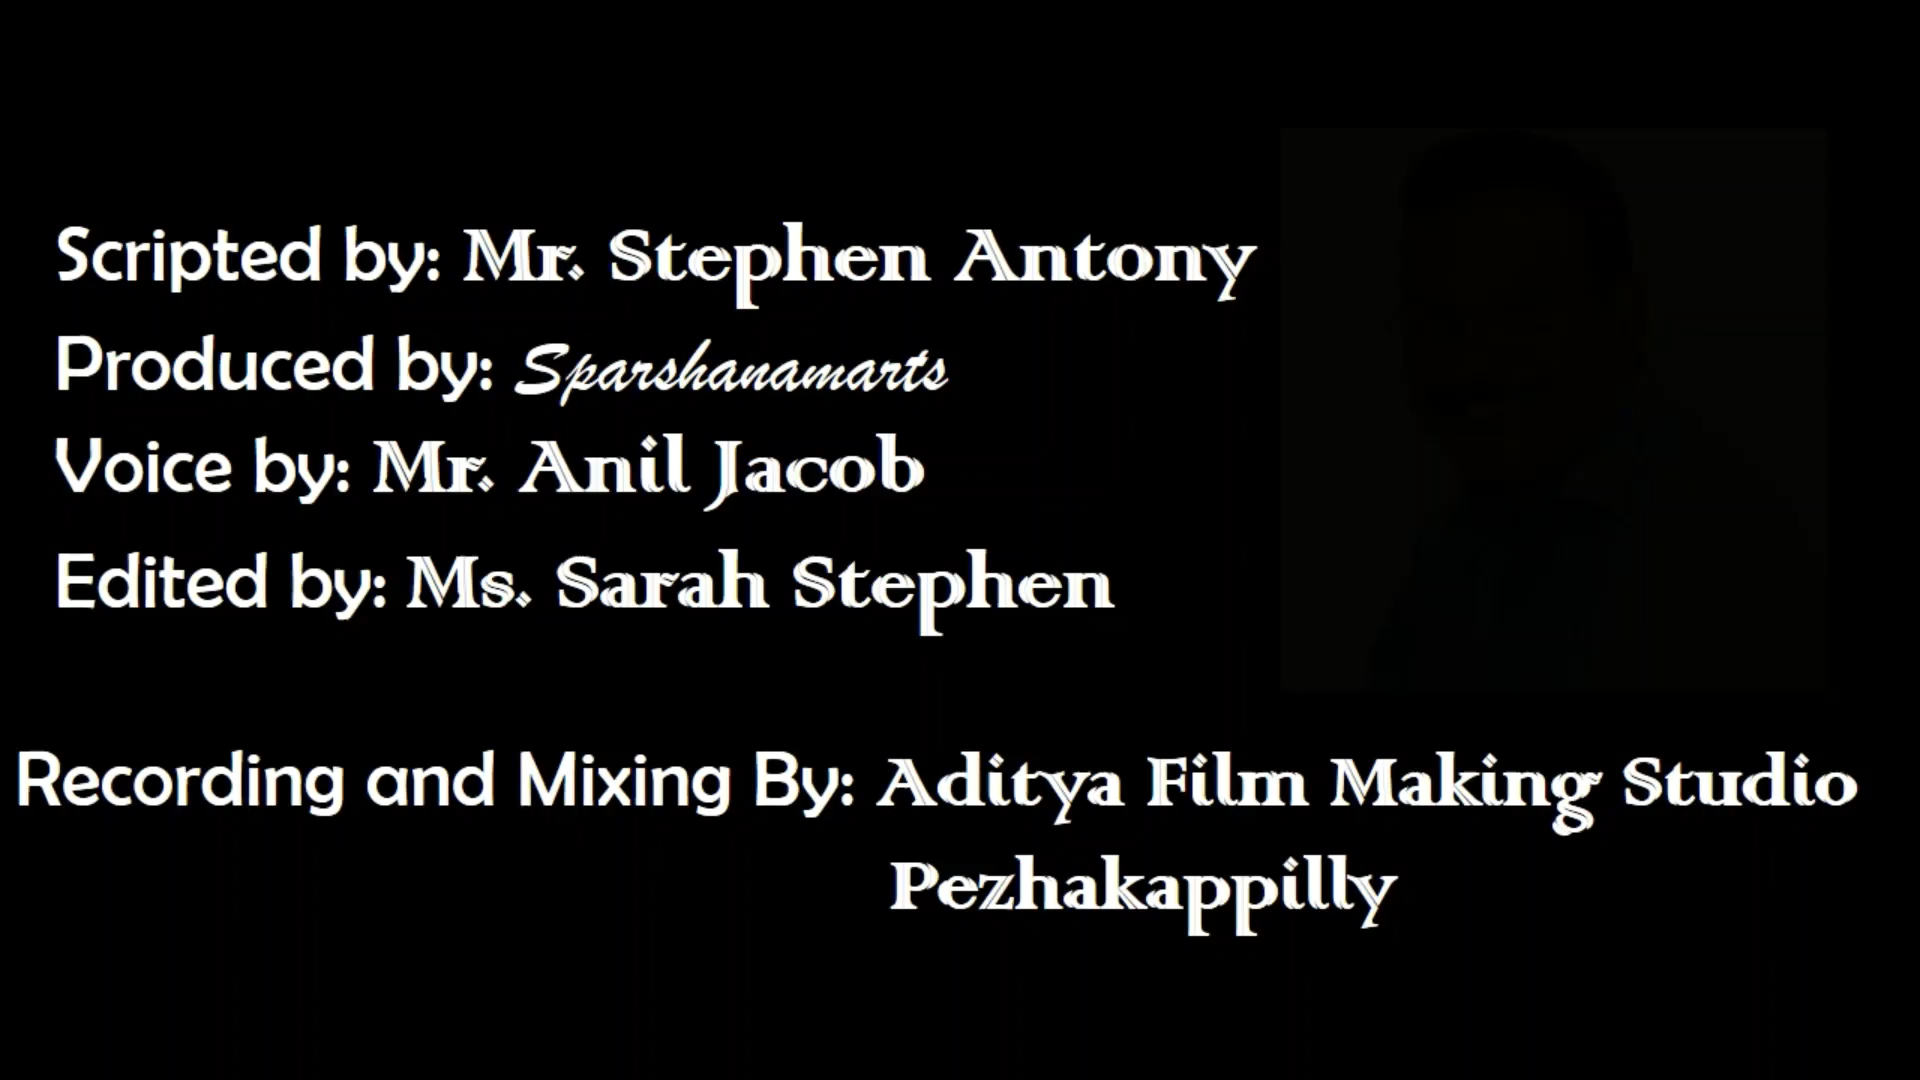 Scripted by: Mr. Stephen Antony
Produced by: Sparshanamarts
Voice by: Mr. Anil Jacob
Edited by: Ms. Sarah Stephen
Recording and Mixing By: Aditya Film Making Studio
Pezhakappilly